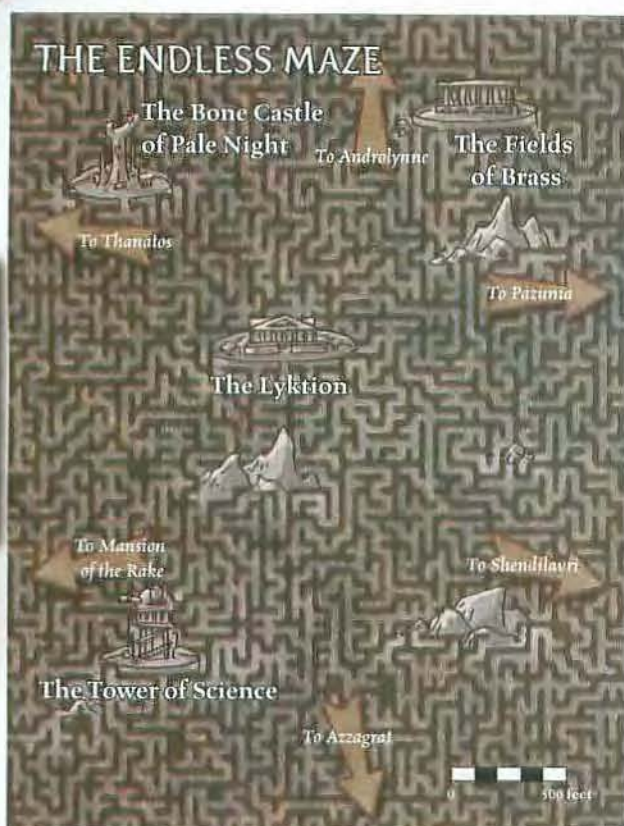 THE ENDLESS MAZE
The Bone Castle
of Pale Night
To Androlynne
The Fields
of Brass
To Thanatos
To Pazunia
The Lyktion
To Mansion
of the Rake
To Shendilavri
The Tower of Science
To Azzagrat
0 500 feet